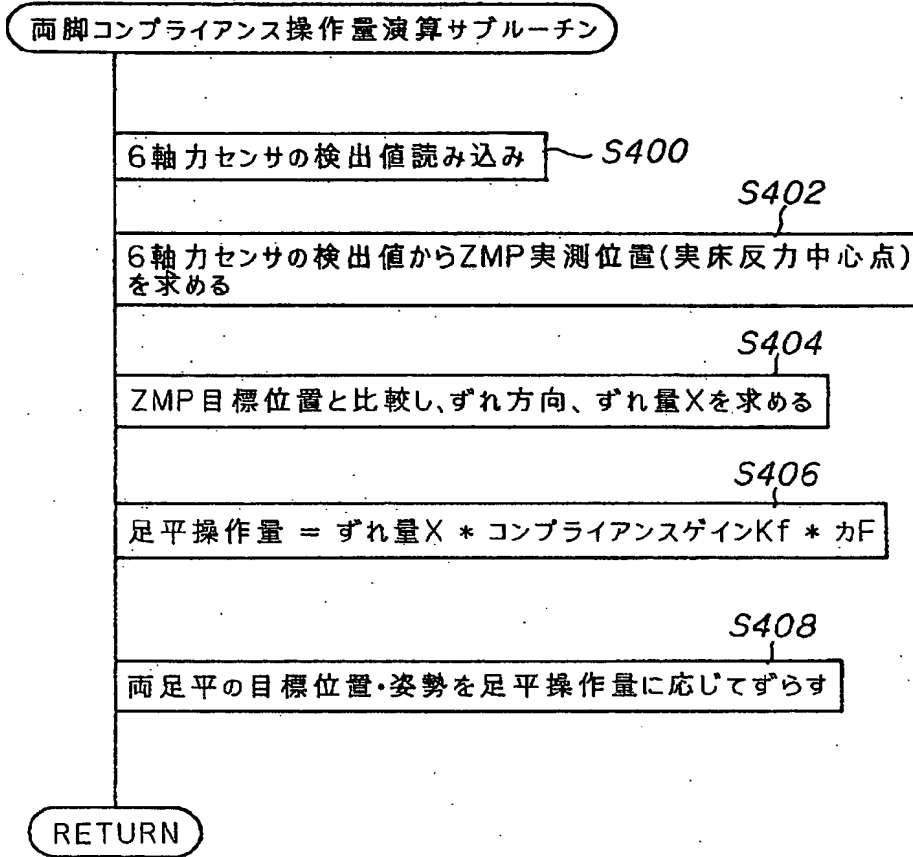 両脚コンプライアンス操作量演算サブルーチン
6軸力センサの検出値読み込み
S400
S402
6軸力センサの検出値からZMP実測位置(実床反力中心点)
を求める
S404
ZMP目標位置と比較し、ずれ方向、ずれ量Xを求める
S406
足平操作量 = ずれ量X * コンプライアンスゲインKf * 力F
S408
両足平の目標位置・姿勢を足平操作量に応じてずらす
RETURN